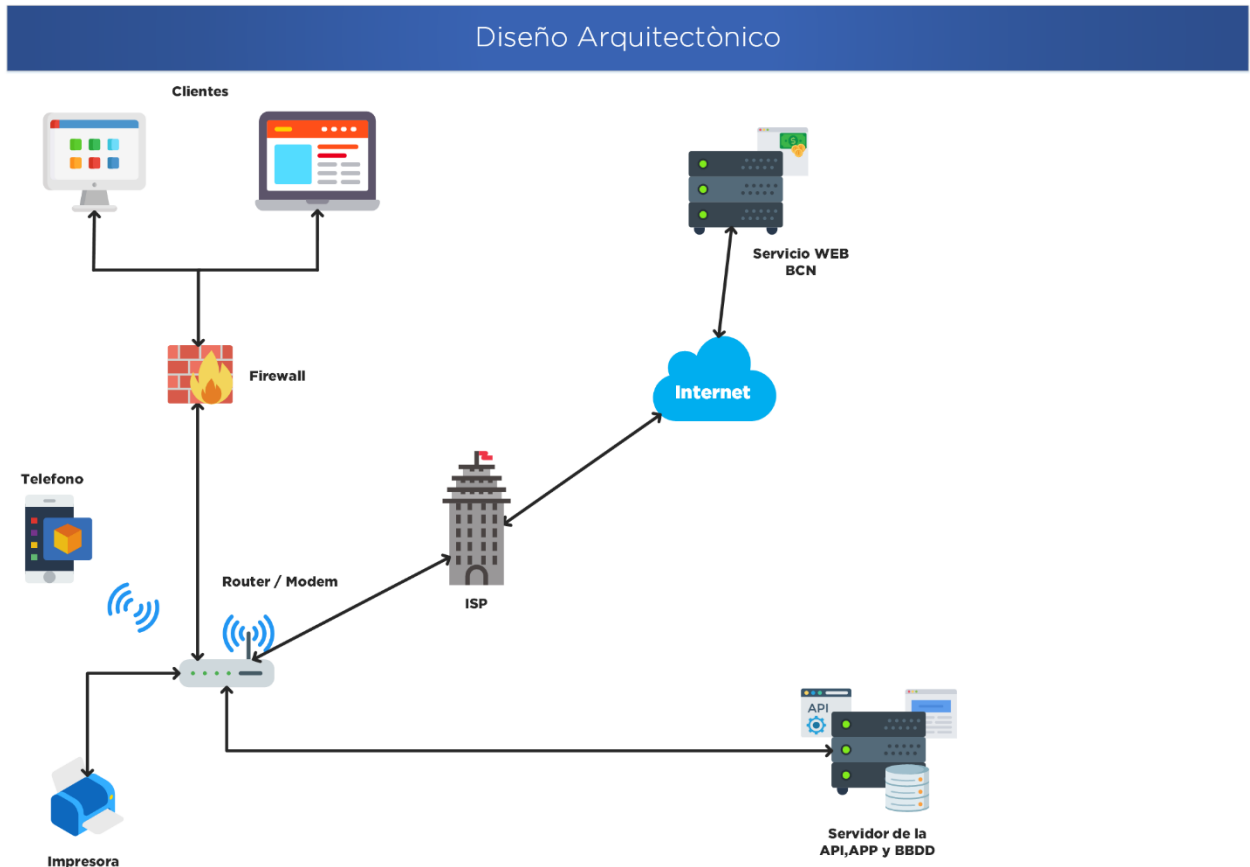 Diseño Arquitectònico
Clientes
Servicio WEB
BCN
Firewall
Internet
Telefono
Router / Modem
ISP
API
Servidor de la
API,APP y BBDD
Impresora